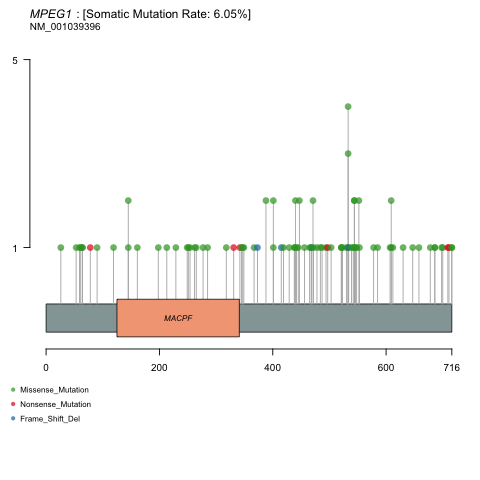 MPEG1 : [Somatic Mutation Rate: 6.05%]
NM_001039396
5
1
MACPF
0 200 400 600 716
Missense_Mutation
Nonsense_Mutation
Frame_Shift_Del